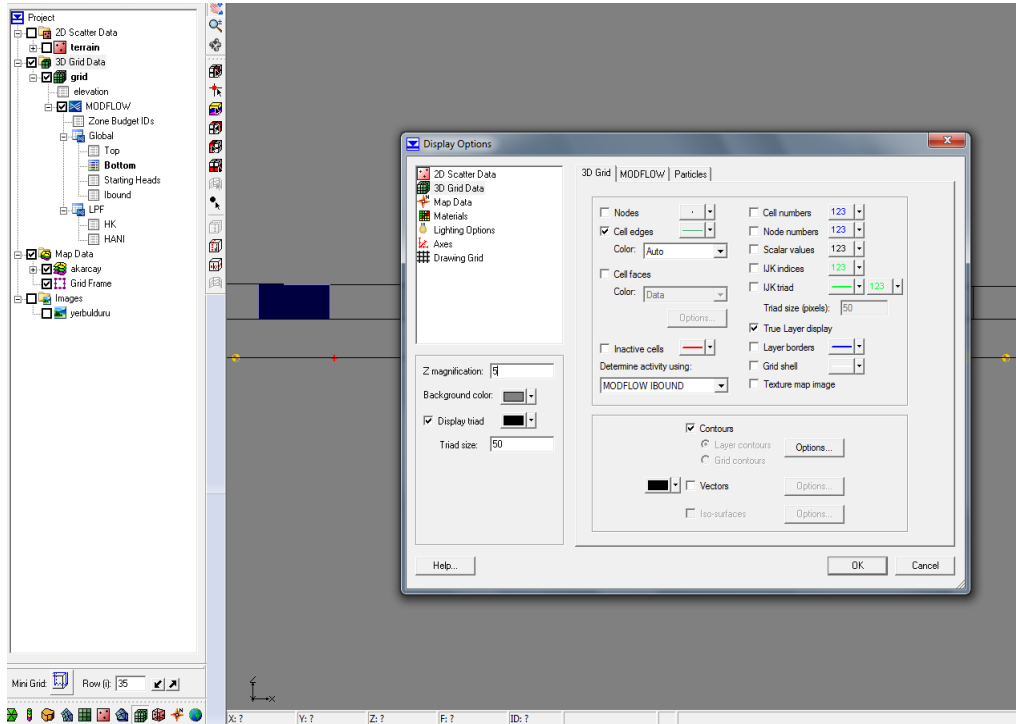 Project
2D Scatter Data
terrain
3D Grid Data
grid
elevation
MODFLOW
Zone Budget IDs
Global
Top
Bottom
Starting Heads
Ibound
LPF
HK
HANI
Map Data
akarcay
Grid Frame
Images
yerbulduru
Mini Grid: Row (i): 35
Display Options
2D Scatter Data
3D Grid Data
Map Data
Materials
Lighting Options
Axes
Drawing Grid
Z magnification: 5
Background color:
Display triad
Triad size: 50
Help...
3D Grid MODFLOW Particles
Nodes
Cell edges
Color: Auto
Cell faces
Color: Data
Options...
Inactive cells
Determine activity using:
MODFLOW IBOUND
Cell numbers 123
Node numbers 123
Scalar values 123
IJK indices 123
IJK triad 123
Triad size (pixels): 50
True Layer display
Layer borders
Grid shell
Texture map image
Contours
Layer contours Options...
Grid contours
Vectors Options...
Iso-surfaces Options...
OK Cancel
Z
X
X: ? Y: ? Z: ? F: ? ID: ?